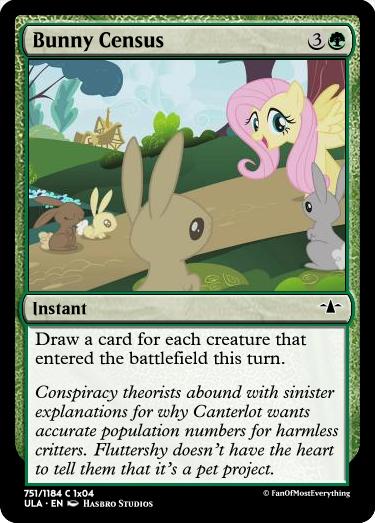 Bunny Census 3
Instant
Draw a card for each creature that
entered the battlefield this turn.
Conspiracy theorists abound with sinister
explanations for why Canterlot wants
accurate population numbers for harmless
critters. Fluttershy doesn't have the heart
to tell them that it's a pet project.
751/1184 C 1x04
ULA • EN Hasbro Studios
© FanOfMostEverything